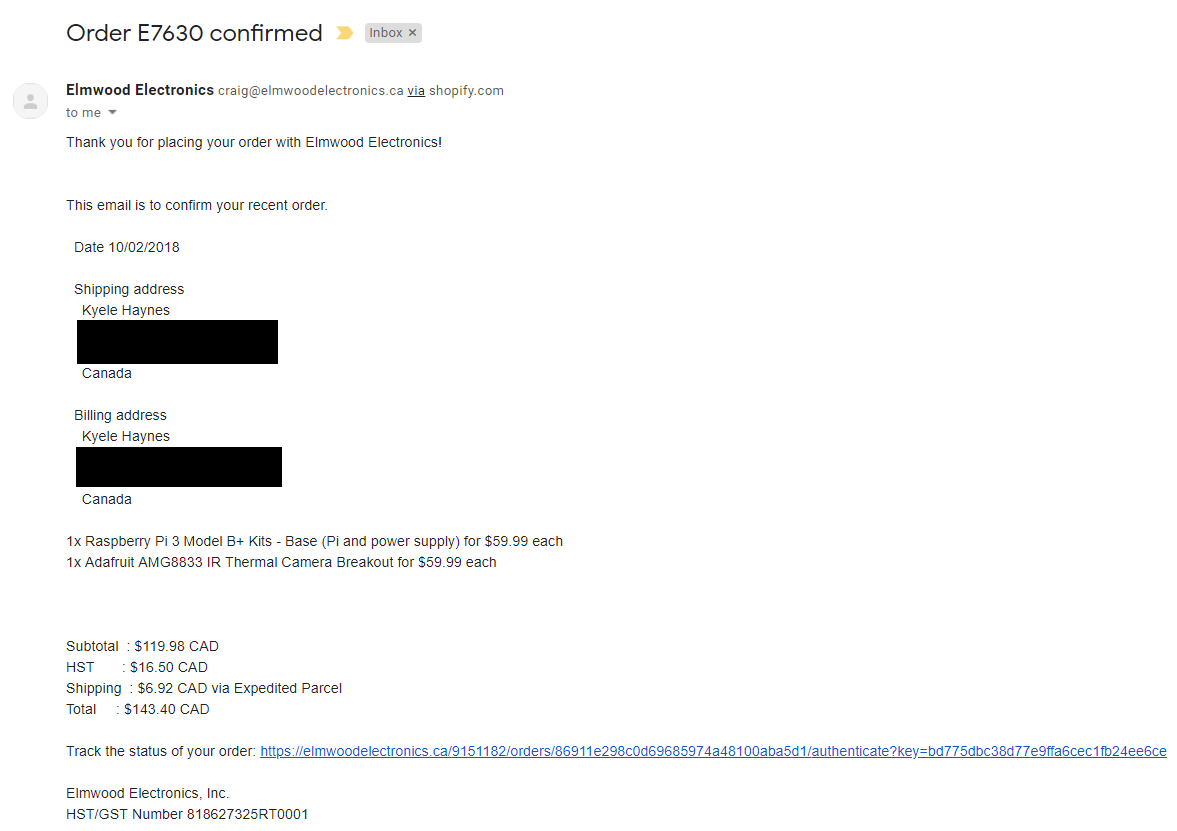 Order E7630 confirmed Inbox ×
Elmwood Electronics craig@elmwoodelectronics.ca via shopify.com
to me
Thank you for placing your order with Elmwood Electronics!
This email is to confirm your recent order.
Date 10/02/2018
Shipping address
Kyele Haynes
Canada
Billing address
Kyele Haynes
Canada
1x Raspberry Pi 3 Model B+ Kits - Base (Pi and power supply) for $59.99 each
1x Adafruit AMG8833 IR Thermal Camera Breakout for $59.99 each
Subtotal : $119.98 CAD
HST : $16.50 CAD
Shipping : $6.92 CAD via Expedited Parcel
Total : $143.40 CAD
Track the status of your order: https://elmwoodelectronics.ca/9151182/orders/86911e298c0d69685974a48100aba5d1/authenticate?key=bd775dbc38d77e9ffa6cec1fb24ee6ce
Elmwood Electronics, Inc.
HST/GST Number 818627325RT0001